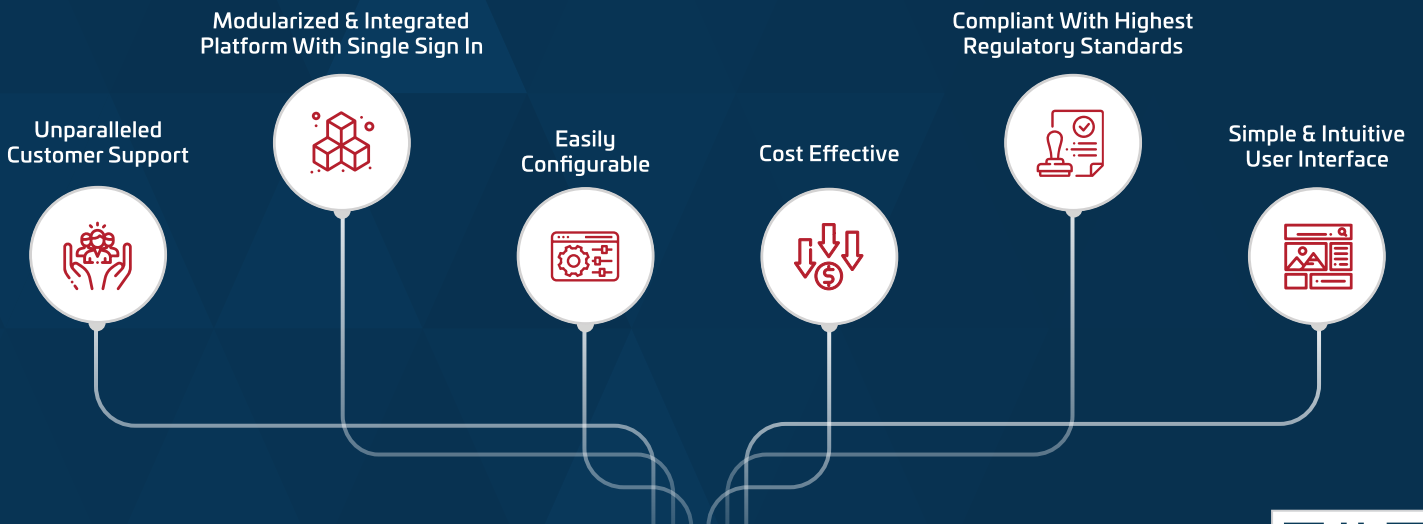 Unparalleled
Customer Support
Modularized & Integrated
Platform With Single Sign In
Easily
Configurable
Cost Effective
$
Compliant With Highest
Regulatory Standards
Simple & Intuitive
User Interface